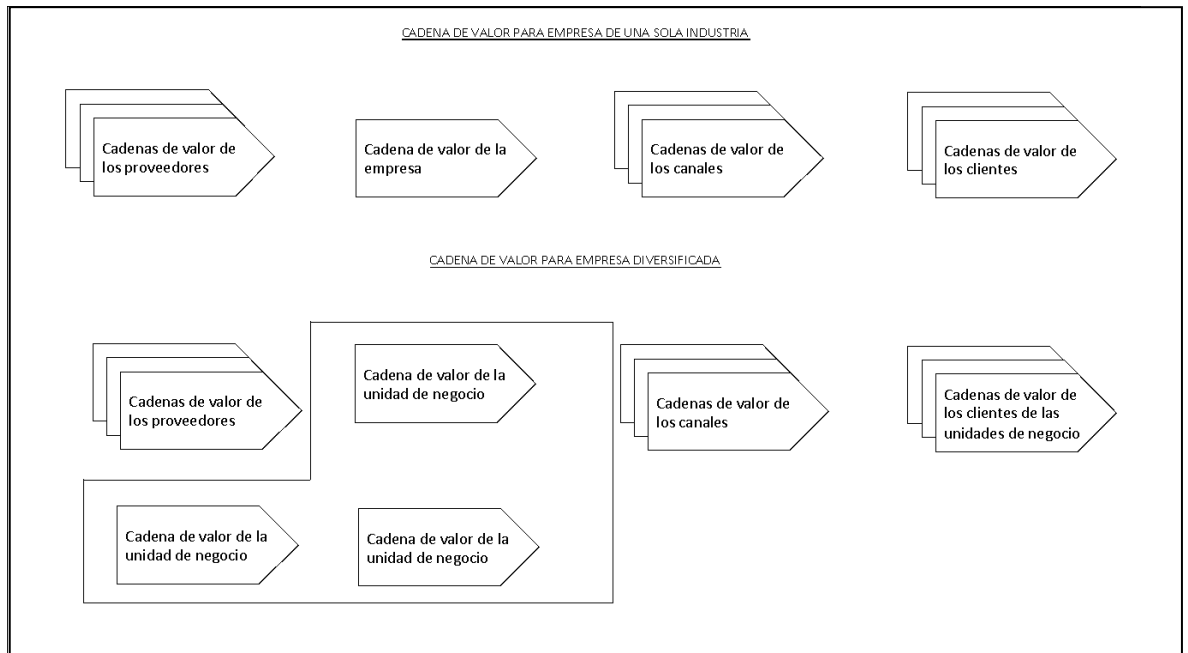 CADENA DE VALOR PARA EMPRESA DE UNA SOLA INDUSTRIA
Cadenas de valor de
los proveedores
Cadena de valor de la
empresa
Cadenas de valor de
los canales
Cadenas de valor de
los clientes
CADENA DE VALOR PARA EMPRESA DIVERSIFICADA
Cadenas de valor de
los proveedores
Cadena de valor de la
unidad de negocio
Cadenas de valor de
los canales
Cadenas de valor de
los clientes de las
unidades de negocio
Cadena de valor de la
unidad de negocio
Cadena de valor de la
unidad de negocio